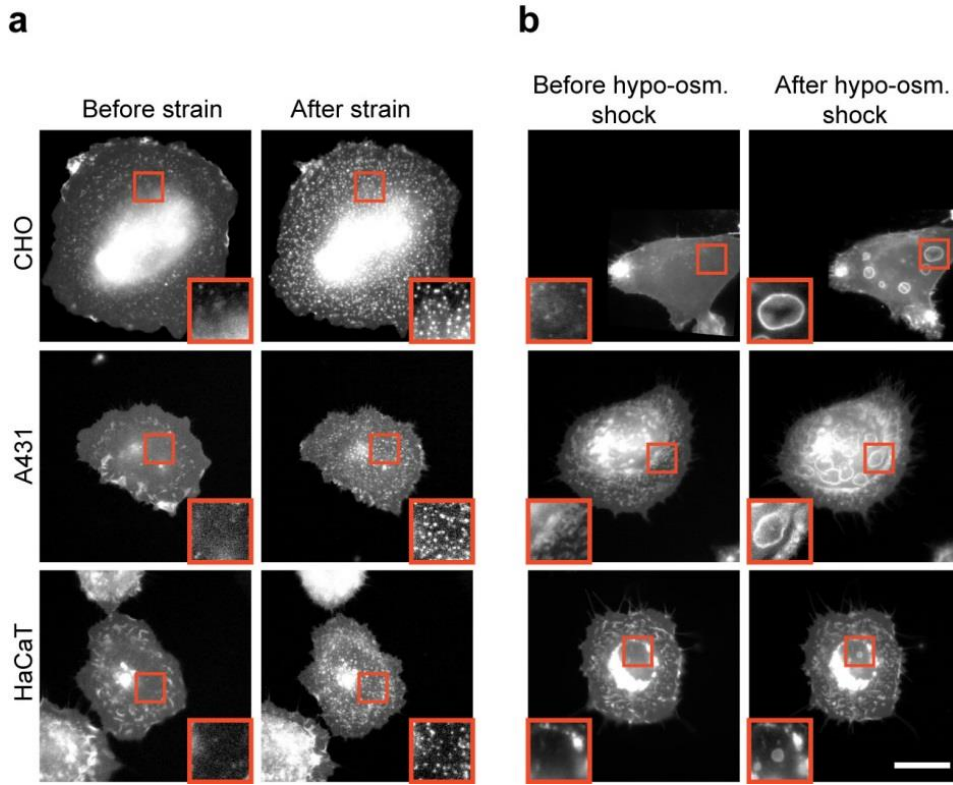 a
b
Before strain
After strain
Before hypo-osm.
shock
After hypo-osm.
shock
CHO
A431
HaCaT